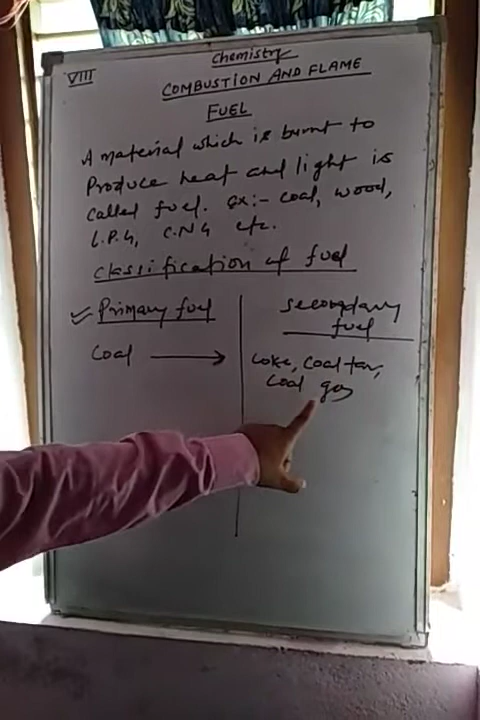 VIII
Chemistry
COMBUSTION AND FLAME
FUEL
A material which is burnt to
Produce heat and light is
called fuel. ex:- coal, wood,
L.P.G, C.N.G etc.
classification of fuel
Primary fuel
secondary
fuel
Coal
Coke, Coal tar,
Coal gas